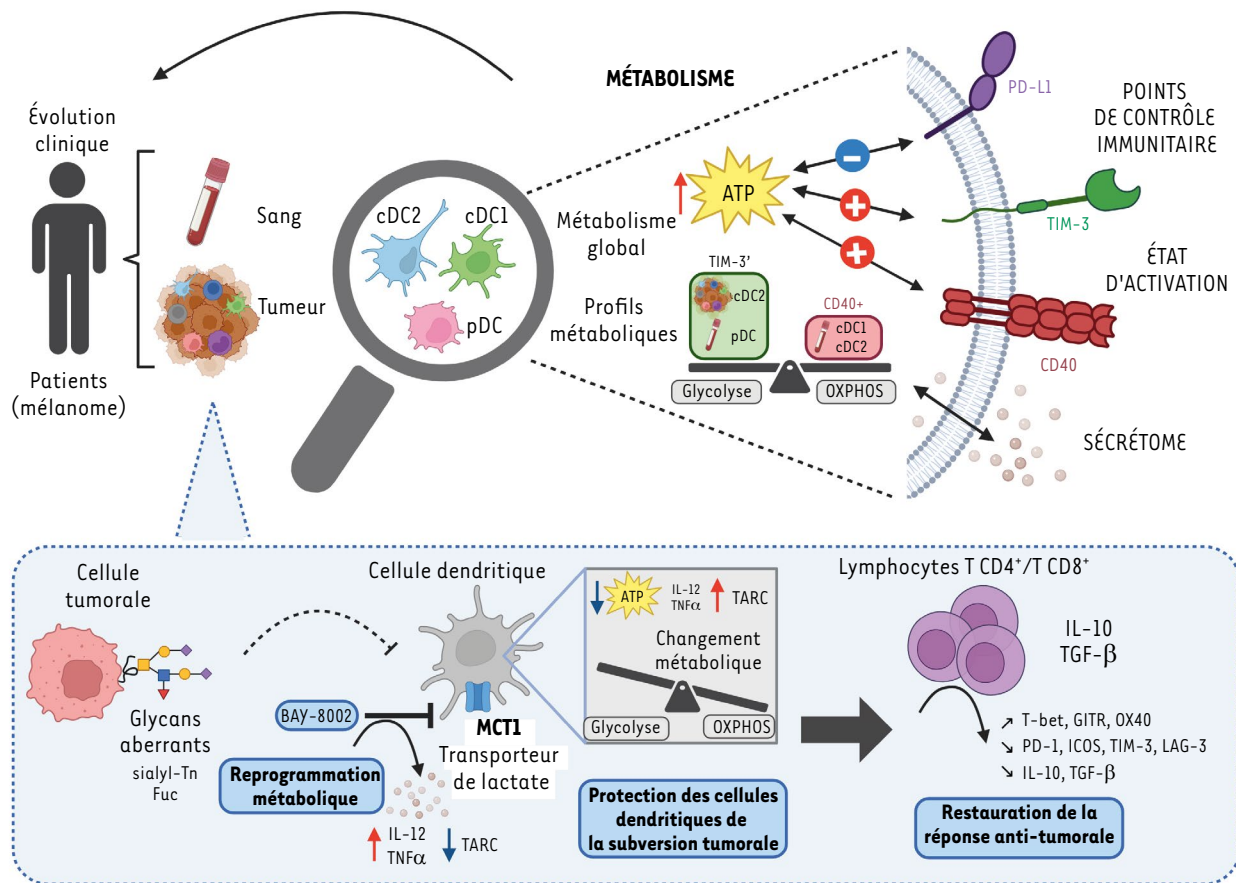 MÉTABOLISME
Évolution
clinique
Sang
Tumeur
Patients
(mélanome)
cDC2
cDC1
pDC
ATP
Métabolisme
global
Profils
métaboliques
TIM-3'
cDC2
pDC
CD40+
cDC1
cDC2
Glycolyse
OXPHOS
PD-L1
POINTS
DE CONTRÔLE
IMMUNITAIRE
TIM-3
ÉTAT
D'ACTIVATION
CD40
SÉCRÉTOME
Cellule
tumorale
Glycans
aberrants
sialyl-Tn
Fuc
Cellule dendritique
BAY-8002
MCT1
Transporteur
de lactate
Reprogrammation
métabolique
IL-12
TNFα
TARC
ATP
IL-12
TNFα
TARC
Changement
métabolique
Glycolyse
OXPHOS
Protection des cellules
dendritiques de
la subversion tumorale
Lymphocytes T CD4⁺/T CD8⁺
IL-10
TGF-β
↗ T-bet, GITR, OX40
↘ PD-1, ICOS, TIM-3, LAG-3
↘ IL-10, TGF-β
Restauration de la
réponse anti-tumorale